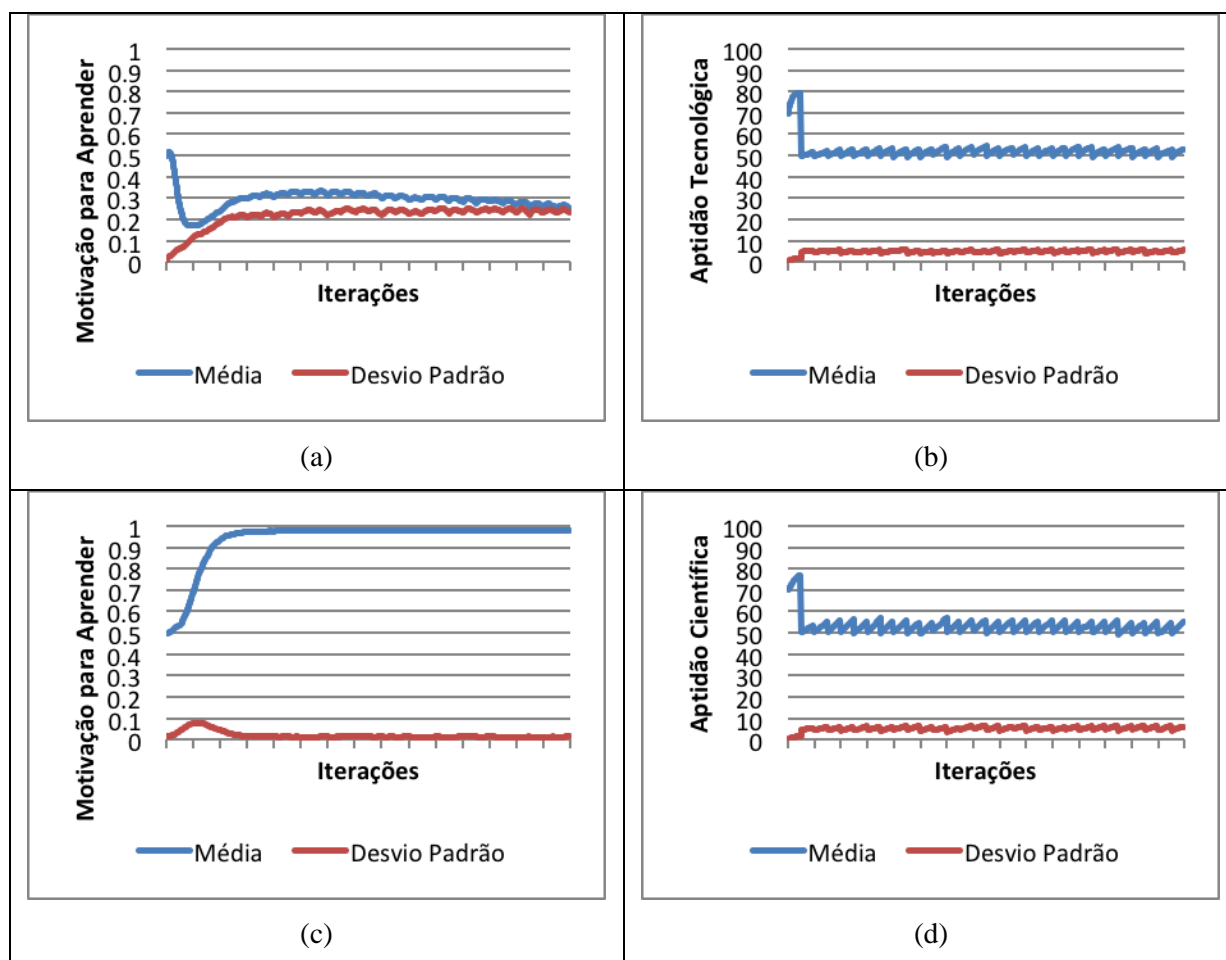 Motivação para Aprender
1
0.9
0.8
0.7
0.6
0.5
0.4
0.3
0.2
0.1
0
Iterações
Média Desvio Padrão
(a)
Aptidão Tecnológica
100
90
80
70
60
50
40
30
20
10
0
Iterações
Média Desvio Padrão
(b)
Motivação para Aprender
1
0.9
0.8
0.7
0.6
0.5
0.4
0.3
0.2
0.1
0
Iterações
Média Desvio Padrão
(c)
Aptidão Científica
100
90
80
70
60
50
40
30
20
10
0
Iterações
Média Desvio Padrão
(d)